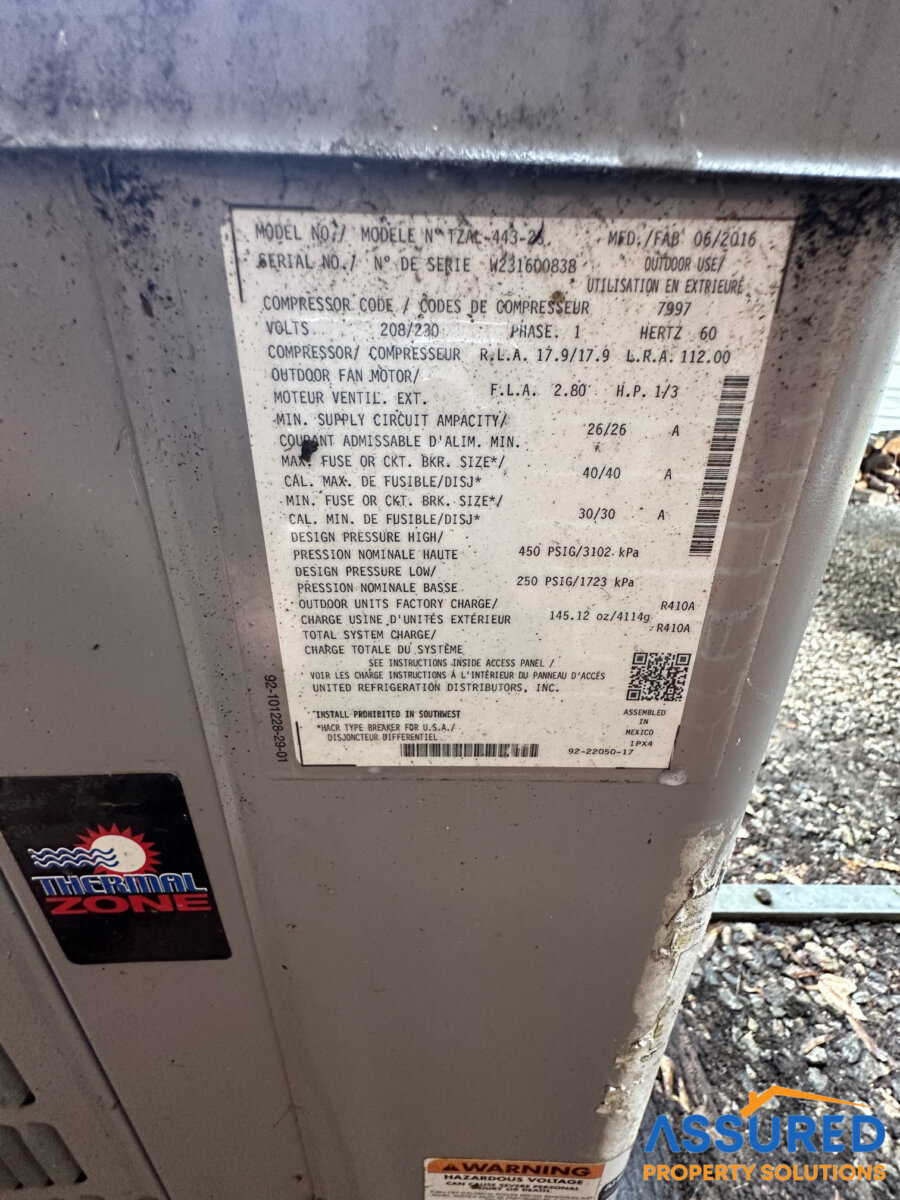 MODEL NO./ MODELE N° TZAL-443-2S. MFD./FAB 06/2016
SERIAL NO./ N° DE SERIE W231600838 OUTDOOR USE/
UTILISATION EN EXTRIEURE
COMPRESSOR CODE / CODES DE COMPRESSEUR 7997
VOLTS 208/230 PHASE. 1 HERTZ 60
COMPRESSOR/ COMPRESSEUR R.L.A. 17.9/17.9 L.R.A. 112.00
OUTDOOR FAN MOTOR/
MOTEUR VENTIL. EXT. F.L.A. 2.80 H.P. 1/3
MIN. SUPPLY CIRCUIT AMPACITY/
COURANT ADMISSABLE D'ALIM. MIN. 26/26 A
MAX. FUSE OR CKT. BKR. SIZE*/
CAL. MAX. DE FUSIBLE/DISJ* 40/40 A
MIN. FUSE OR CKT. BRK. SIZE*/
CAL. MIN. DE FUSIBLE/DISJ* 30/30 A
DESIGN PRESSURE HIGH/
PRESSION NOMINALE HAUTE 450 PSIG/3102 kPa
DESIGN PRESSURE LOW/
PRESSION NOMINALE BASSE 250 PSIG/1723 kPa
OUTDOOR UNITS FACTORY CHARGE/ R410A
CHARGE USINE D'UNITÉS EXTÉRIEUR 145.12 oz/4114g
TOTAL SYSTEM CHARGE/ R410A
CHARGE TOTALE DU SYSTÈME
SEE INSTRUCTIONS INSIDE ACCESS PANEL /
VOIR LES CHARGE INSTRUCTIONS À L'INTÉRIEUR DU PANNEAU D'ACCÈS
UNITED REFRIGERATION DISTRIBUTORS, INC.
*INSTALL PROHIBITED IN SOUTHWEST
*HACR TYPE BREAKER FOR U.S.A./
DISJONCTEUR DIFFERENTIEL
ASSEMBLED
IN
MEXICO
IPX4
92-22050-17
92-101228-29-01
THERMAL
ZONE
WARNING
HAZARDOUS VOLTAGE
CAN CAUSE SEVERE PERSONAL
INJURY OR DEATH.
ASSURED
PROPERTY SOLUTIONS